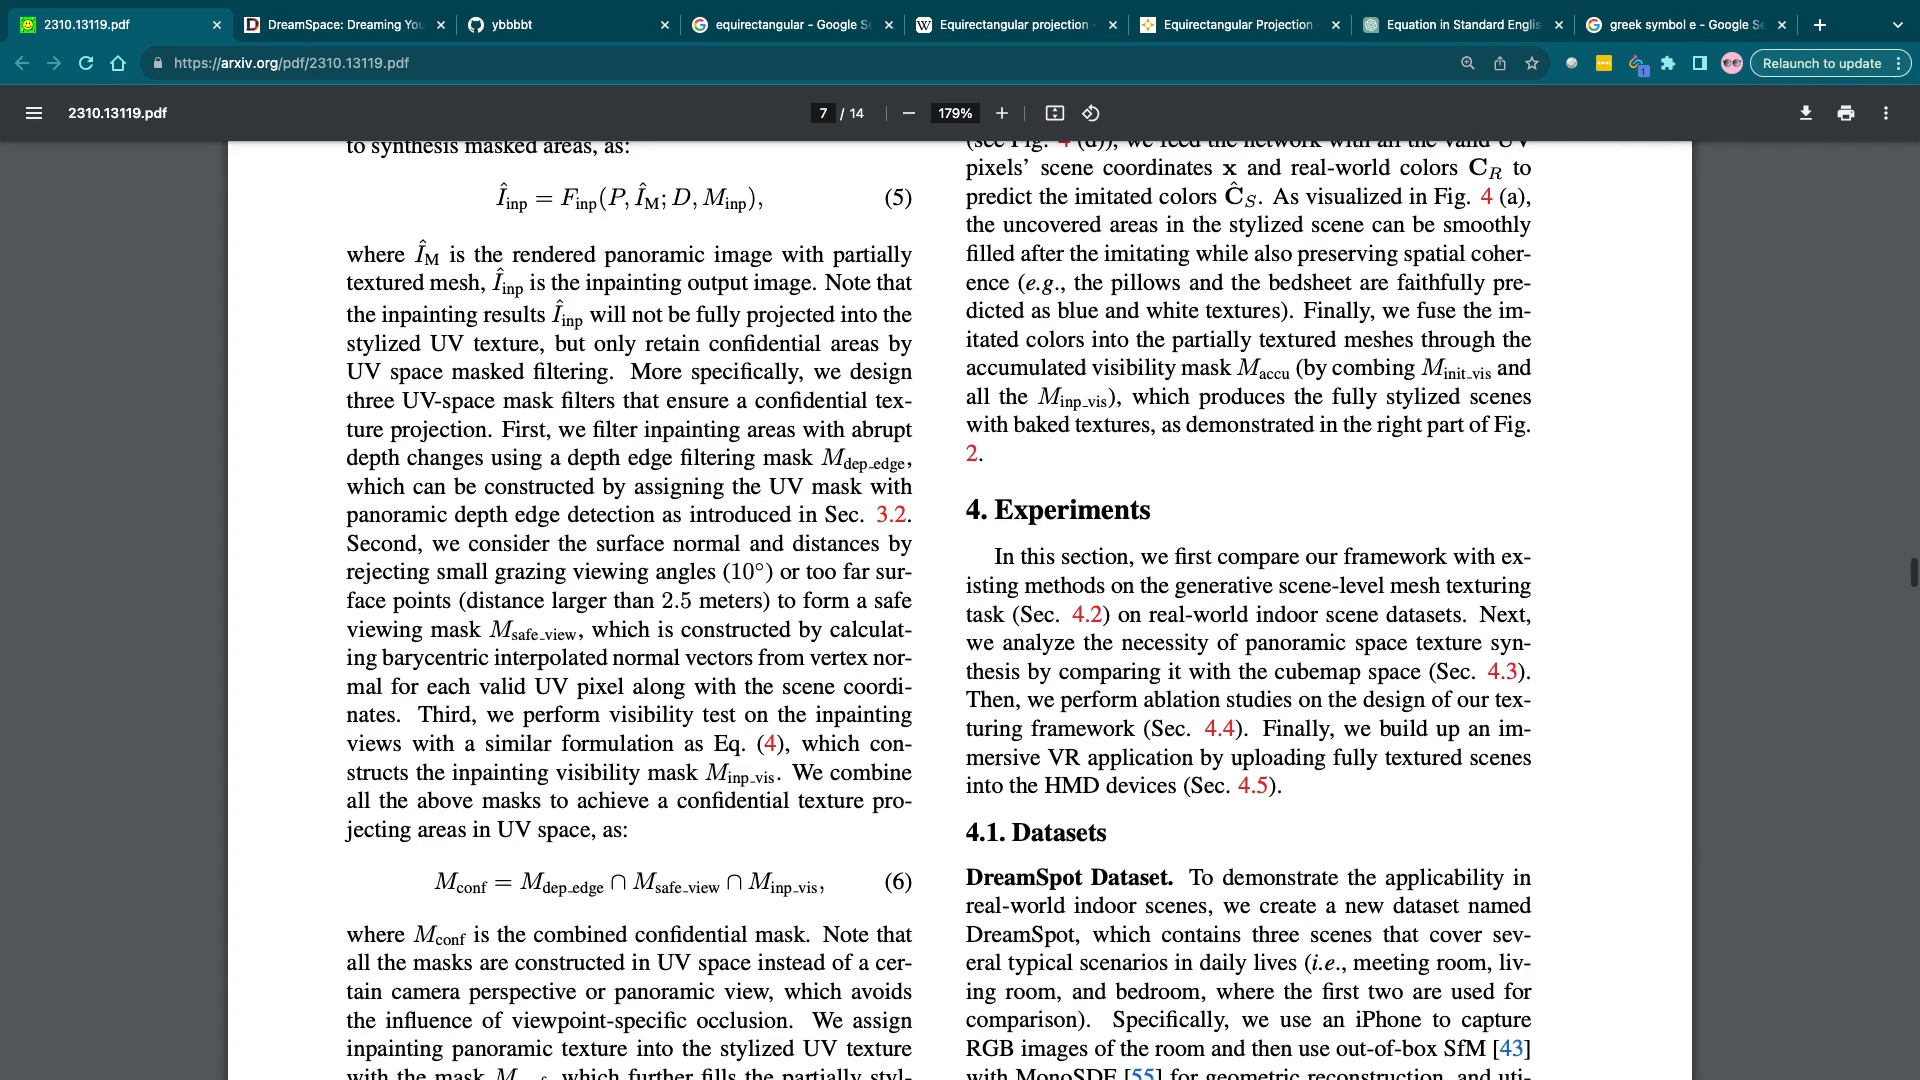 2310.13119.pdf
DreamSpace: Dreaming You
ybbbbt
equirectangular - Google Se
Equirectangular projection -
Equirectangular Projection
Equation in Standard Englis
greek symbol e - Google Se
https://arxiv.org/pdf/2310.13119.pdf
1
Relaunch to update
2310.13119.pdf
7 / 14
179%
to synthesis masked areas, as:
Î_inp = F_inp(P, Î_M; D, M_inp), (5)
where Î_M is the rendered panoramic image with partially
textured mesh, Î_inp is the inpainting output image. Note that
the inpainting results Î_inp will not be fully projected into the
stylized UV texture, but only retain confidential areas by
UV space masked filtering. More specifically, we design
three UV-space mask filters that ensure a confidential tex-
ture projection. First, we filter inpainting areas with abrupt
depth changes using a depth edge filtering mask M_dep_edge,
which can be constructed by assigning the UV mask with
panoramic depth edge detection as introduced in Sec. 3.2.
Second, we consider the surface normal and distances by
rejecting small grazing viewing angles (10°) or too far sur-
face points (distance larger than 2.5 meters) to form a safe
viewing mask M_safe_view, which is constructed by calculat-
ing barycentric interpolated normal vectors from vertex nor-
mal for each valid UV pixel along with the scene coordi-
nates. Third, we perform visibility test on the inpainting
views with a similar formulation as Eq. (4), which con-
structs the inpainting visibility mask M_inp_vis. We combine
all the above masks to achieve a confidential texture pro-
jecting areas in UV space, as:
M_conf = M_dep_edge ∩ M_safe_view ∩ M_inp_vis, (6)
where M_conf is the combined confidential mask. Note that
all the masks are constructed in UV space instead of a cer-
tain camera perspective or panoramic view, which avoids
the influence of viewpoint-specific occlusion. We assign
inpainting panoramic texture into the stylized UV texture
with the mask M which further fills the partially styl-
(see Fig. 4 (d)), we feed the network with all the valid UV
pixels' scene coordinates x and real-world colors C_R to
predict the imitated colors Ĉ_S. As visualized in Fig. 4 (a),
the uncovered areas in the stylized scene can be smoothly
filled after the imitating while also preserving spatial coher-
ence (e.g., the pillows and the bedsheet are faithfully pre-
dicted as blue and white textures). Finally, we fuse the im-
itated colors into the partially textured meshes through the
accumulated visibility mask M_accu (by combing M_init_vis and
all the M_inp_vis), which produces the fully stylized scenes
with baked textures, as demonstrated in the right part of Fig.
2.
4. Experiments
In this section, we first compare our framework with ex-
isting methods on the generative scene-level mesh texturing
task (Sec. 4.2) on real-world indoor scene datasets. Next,
we analyze the necessity of panoramic space texture syn-
thesis by comparing it with the cubemap space (Sec. 4.3).
Then, we perform ablation studies on the design of our tex-
turing framework (Sec. 4.4). Finally, we build up an im-
mersive VR application by uploading fully textured scenes
into the HMD devices (Sec. 4.5).
4.1. Datasets
DreamSpot Dataset. To demonstrate the applicability in
real-world indoor scenes, we create a new dataset named
DreamSpot, which contains three scenes that cover sev-
eral typical scenarios in daily lives (i.e., meeting room, liv-
ing room, and bedroom, where the first two are used for
comparison). Specifically, we use an iPhone to capture
RGB images of the room and then use out-of-box SfM [43]
with MonoSDF [55] for geometric reconstruction, and uti-